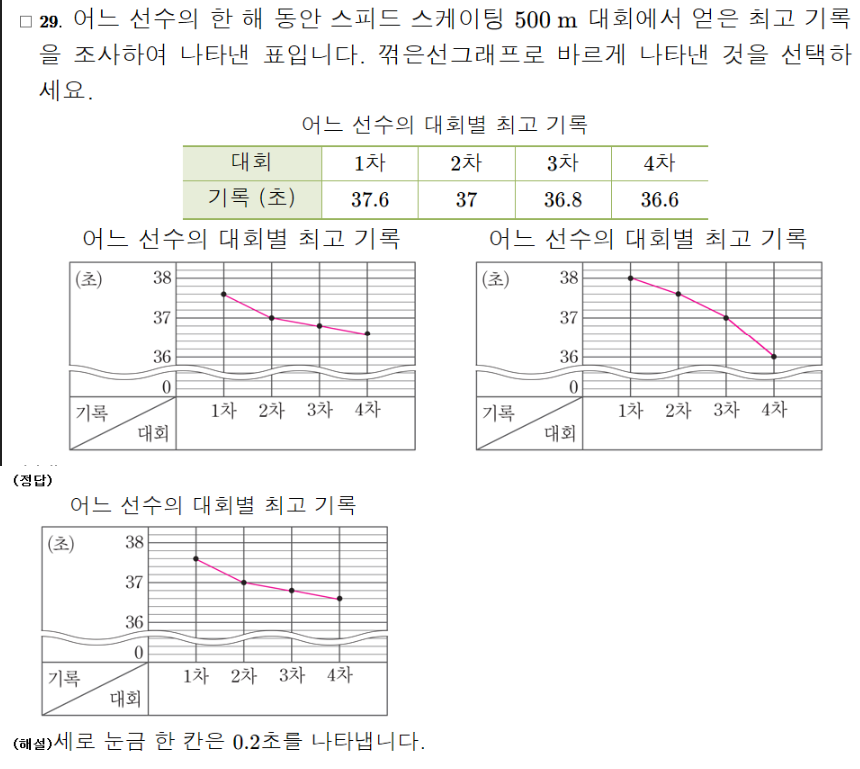 □ 29. 어느 선수의 한 해 동안 스피드 스케이팅 500 m 대회에서 얻은 최고 기록
을 조사하여 나타낸 표입니다. 꺾은선그래프로 바르게 나타낸 것을 선택하
세요.
어느 선수의 대회별 최고 기록
대회 1차 2차 3차 4차
기록 (초) 37.6 37 36.8 36.6
어느 선수의 대회별 최고 기록
(초) 38
37
36
0
1차 2차 3차 4차
기록
대회
어느 선수의 대회별 최고 기록
(초) 38
37
36
0
1차 2차 3차 4차
기록
대회
(정답)
어느 선수의 대회별 최고 기록
(초) 38
37
36
0
1차 2차 3차 4차
기록
대회
(해설)세로 눈금 한 칸은 0.2초를 나타냅니다.